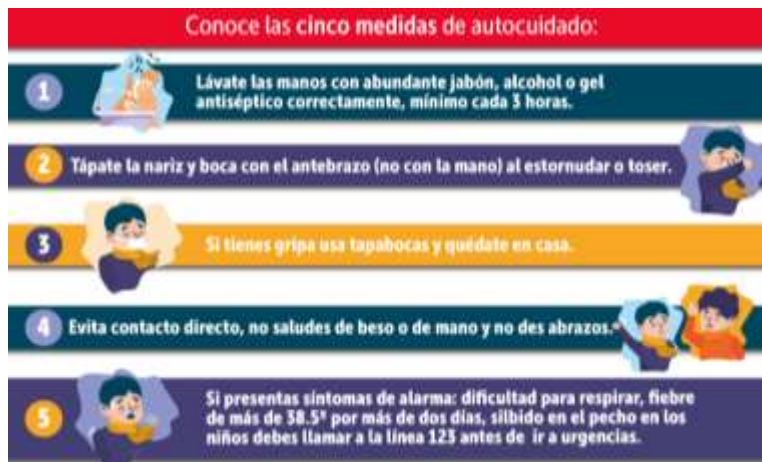 Conoce las cinco medidas de autocuidado:
1
Lávate las manos con abundante jabón, alcohol o gel
antiséptico correctamente, mínimo cada 3 horas.
2
Tápate la nariz y boca con el antebrazo (no con la mano) al estornudar o toser.
3
Si tienes gripa usa tapabocas y quédate en casa.
4
Evita contacto directo, no saludes de beso o de mano y no des abrazos.
5
Si presentas síntomas de alarma: dificultad para respirar, fiebre
de más de 38.5° por más de dos días, silbido en el pecho en los
niños debes llamar a la línea 123 antes de ir a urgencias.